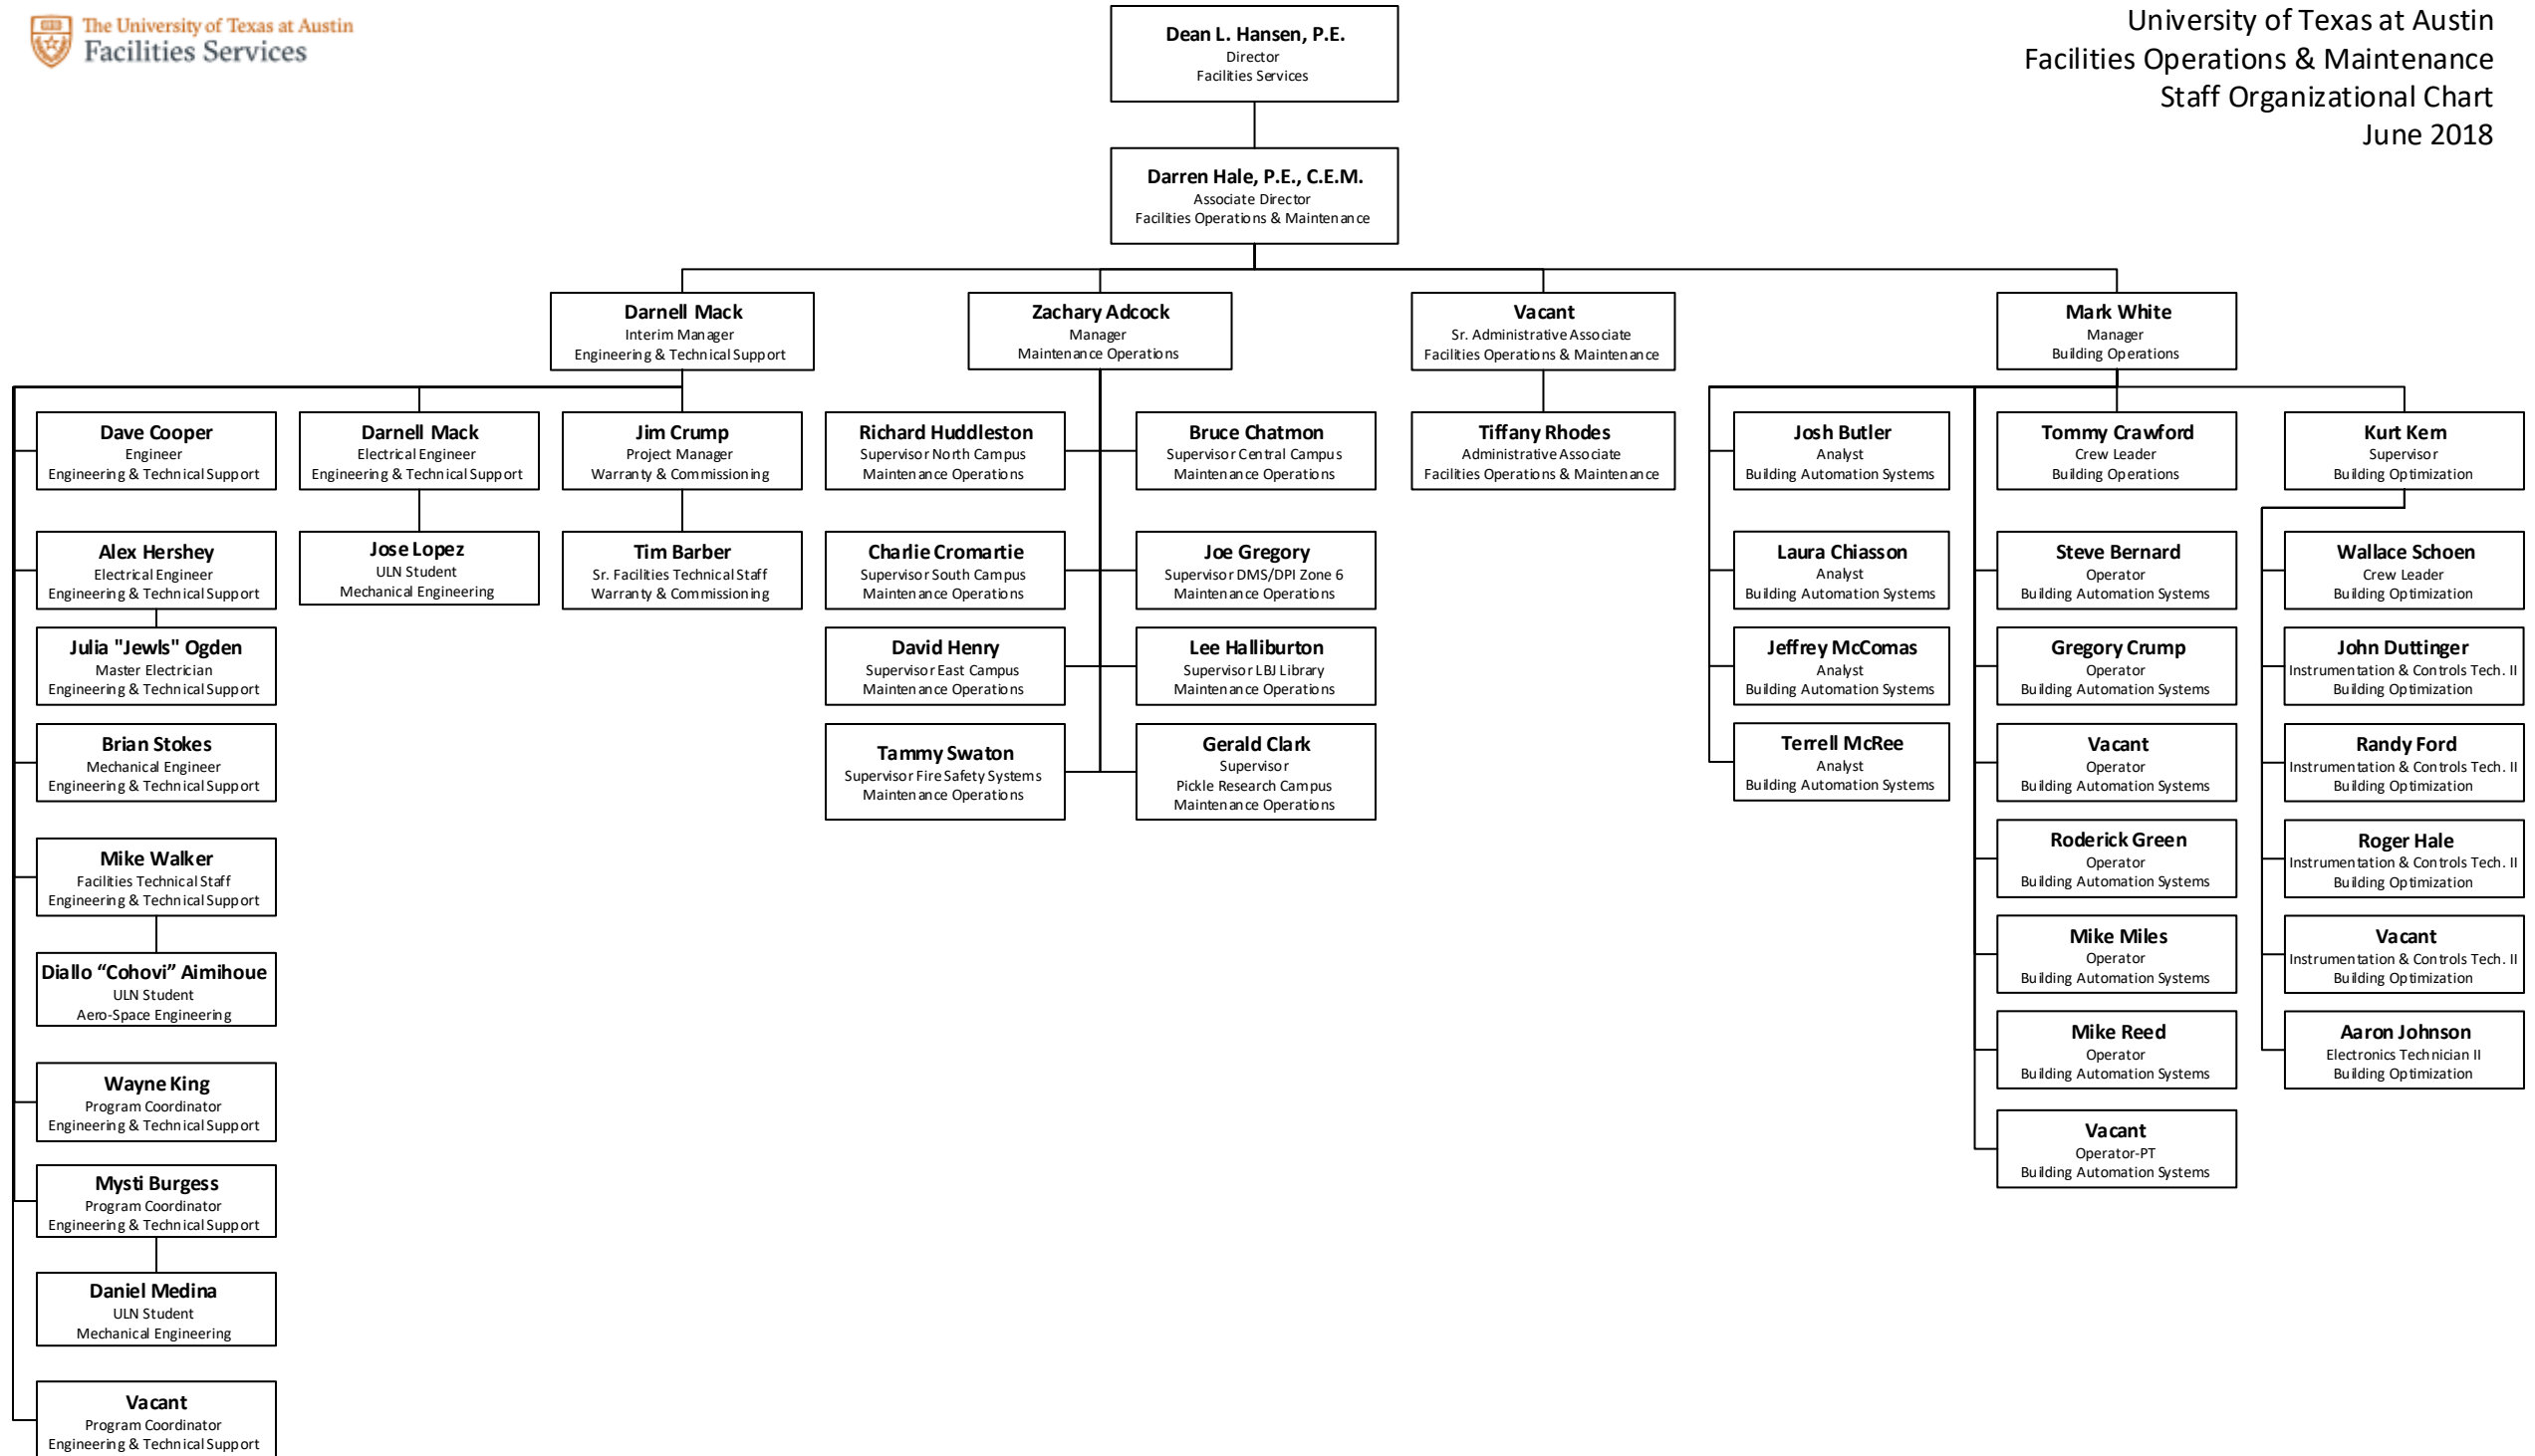 The University of Texas at Austin
Facilities Services
University of Texas at Austin
Facilities Operations & Maintenance
Staff Organizational Chart
June 2018
Dean L. Hansen, P.E.
Director
Facilities Services
Darren Hale, P.E., C.E.M.
Associate Director
Facilities Operations & Maintenance
Darnell Mack
Interim Manager
Engineering & Technical Support
Zachary Adcock
Manager
Maintenance Operations
Vacant
Sr. Administrative Associate
Facilities Operations & Maintenance
Mark White
Manager
Building Operations
Dave Cooper
Engineer
Engineering & Technical Support
Alex Hershey
Electrical Engineer
Engineering & Technical Support
Julia "Jewls" Ogden
Master Electrician
Engineering & Technical Support
Brian Stokes
Mechanical Engineer
Engineering & Technical Support
Mike Walker
Facilities Technical Staff
Engineering & Technical Support
Diallo “Cohovi” Aimihoue
ULN Student
Aero-Space Engineering
Wayne King
Program Coordinator
Engineering & Technical Support
Mysti Burgess
Program Coordinator
Engineering & Technical Support
Daniel Medina
ULN Student
Mechanical Engineering
Vacant
Program Coordinator
Engineering & Technical Support
Darnell Mack
Electrical Engineer
Engineering & Technical Support
Jose Lopez
ULN Student
Mechanical Engineering
Jim Crump
Project Manager
Warranty & Commissioning
Tim Barber
Sr. Facilities Technical Staff
Warranty & Commissioning
Richard Huddleston
Supervisor North Campus
Maintenance Operations
Charlie Cromartie
Supervisor South Campus
Maintenance Operations
David Henry
Supervisor East Campus
Maintenance Operations
Tammy Swaton
Supervisor Fire Safety Systems
Maintenance Operations
Bruce Chatmon
Supervisor Central Campus
Maintenance Operations
Joe Gregory
Supervisor DMS/DPI Zone 6
Maintenance Operations
Lee Halliburton
Supervisor LBJ Library
Maintenance Operations
Gerald Clark
Supervisor
Pickle Research Campus
Maintenance Operations
Tiffany Rhodes
Administrative Associate
Facilities Operations & Maintenance
Josh Butler
Analyst
Building Automation Systems
Laura Chiasson
Analyst
Building Automation Systems
Jeffrey McComas
Analyst
Building Automation Systems
Terrell McRee
Analyst
Building Automation Systems
Tommy Crawford
Crew Leader
Building Operations
Steve Bernard
Operator
Building Automation Systems
Gregory Crump
Operator
Building Automation Systems
Vacant
Operator
Building Automation Systems
Roderick Green
Operator
Building Automation Systems
Mike Miles
Operator
Building Automation Systems
Mike Reed
Operator
Building Automation Systems
Vacant
Operator-PT
Building Automation Systems
Kurt Kern
Supervisor
Building Optimization
Wallace Schoen
Crew Leader
Building Optimization
John Duttinger
Instrumentation & Controls Tech. II
Building Optimization
Randy Ford
Instrumentation & Controls Tech. II
Building Optimization
Roger Hale
Instrumentation & Controls Tech. II
Building Optimization
Vacant
Instrumentation & Controls Tech. II
Building Optimization
Aaron Johnson
Electronics Technician II
Building Optimization